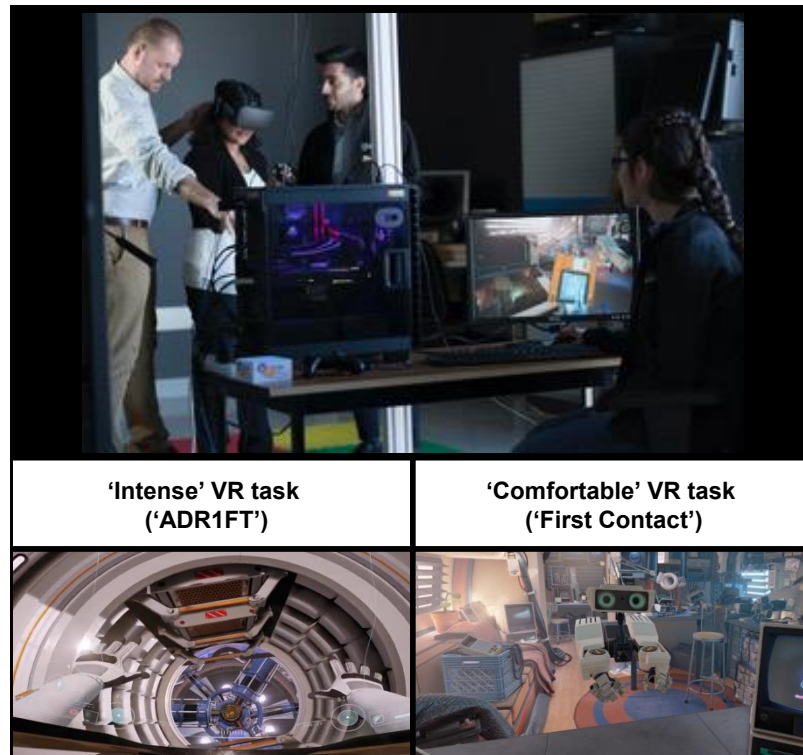 ‘Intense’ VR task
(‘ADR1FT’)
‘Comfortable’ VR task
(‘First Contact’)